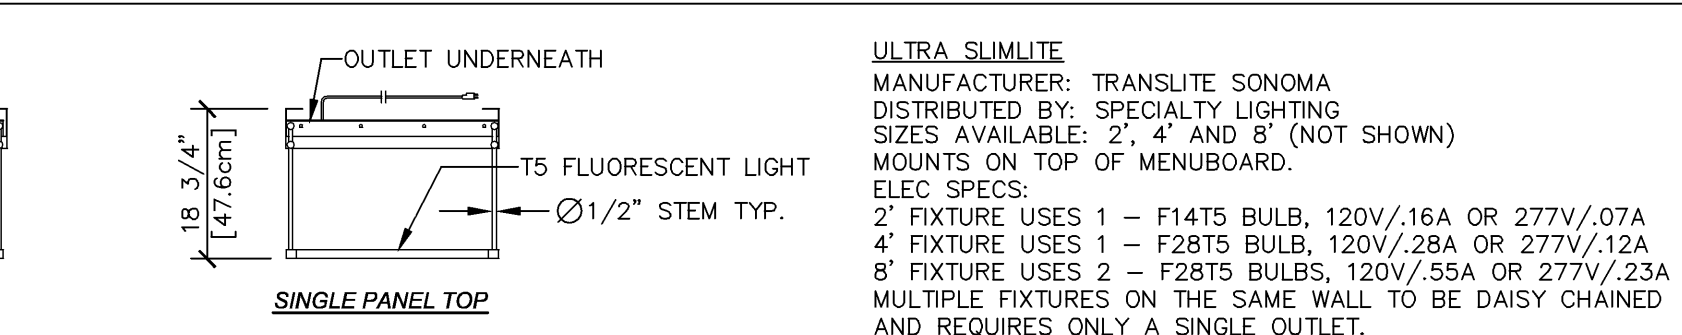 OUTLET UNDERNEATH
18 3/4"
[47.6cm]
T5 FLUORESCENT LIGHT
Ø1/2" STEM TYP.
SINGLE PANEL TOP
ULTRA SLIMLITE
MANUFACTURER: TRANSLITE SONOMA
DISTRIBUTED BY: SPECIALTY LIGHTING
SIZES AVAILABLE: 2', 4' AND 8' (NOT SHOWN)
MOUNTS ON TOP OF MENUBOARD.
ELEC SPECS:
2' FIXTURE USES 1 – F14T5 BULB, 120V/.16A OR 277V/.07A
4' FIXTURE USES 1 – F28T5 BULB, 120V/.28A OR 277V/.12A
8' FIXTURE USES 2 – F28T5 BULBS, 120V/.55A OR 277V/.23A
MULTIPLE FIXTURES ON THE SAME WALL TO BE DAISY CHAINED
AND REQUIRES ONLY A SINGLE OUTLET.